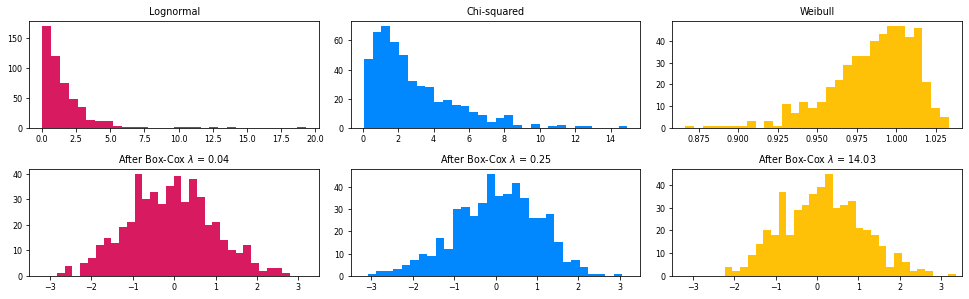 Lognormal
Chi-squared
Weibull
150
100
50
0
0.0 2.5 5.0 7.5 10.0 12.5 15.0 17.5 20.0
60
40
20
0
0 2 4 6 8 10 12 14
40
30
20
10
0
0.875 0.900 0.925 0.950 0.975 1.000 1.025
After Box-Cox λ = 0.04
After Box-Cox λ = 0.25
After Box-Cox λ = 14.03
40
30
20
10
0
−3 −2 −1 0 1 2 3
40
30
20
10
0
−3 −2 −1 0 1 2 3
40
30
20
10
0
−3 −2 −1 0 1 2 3